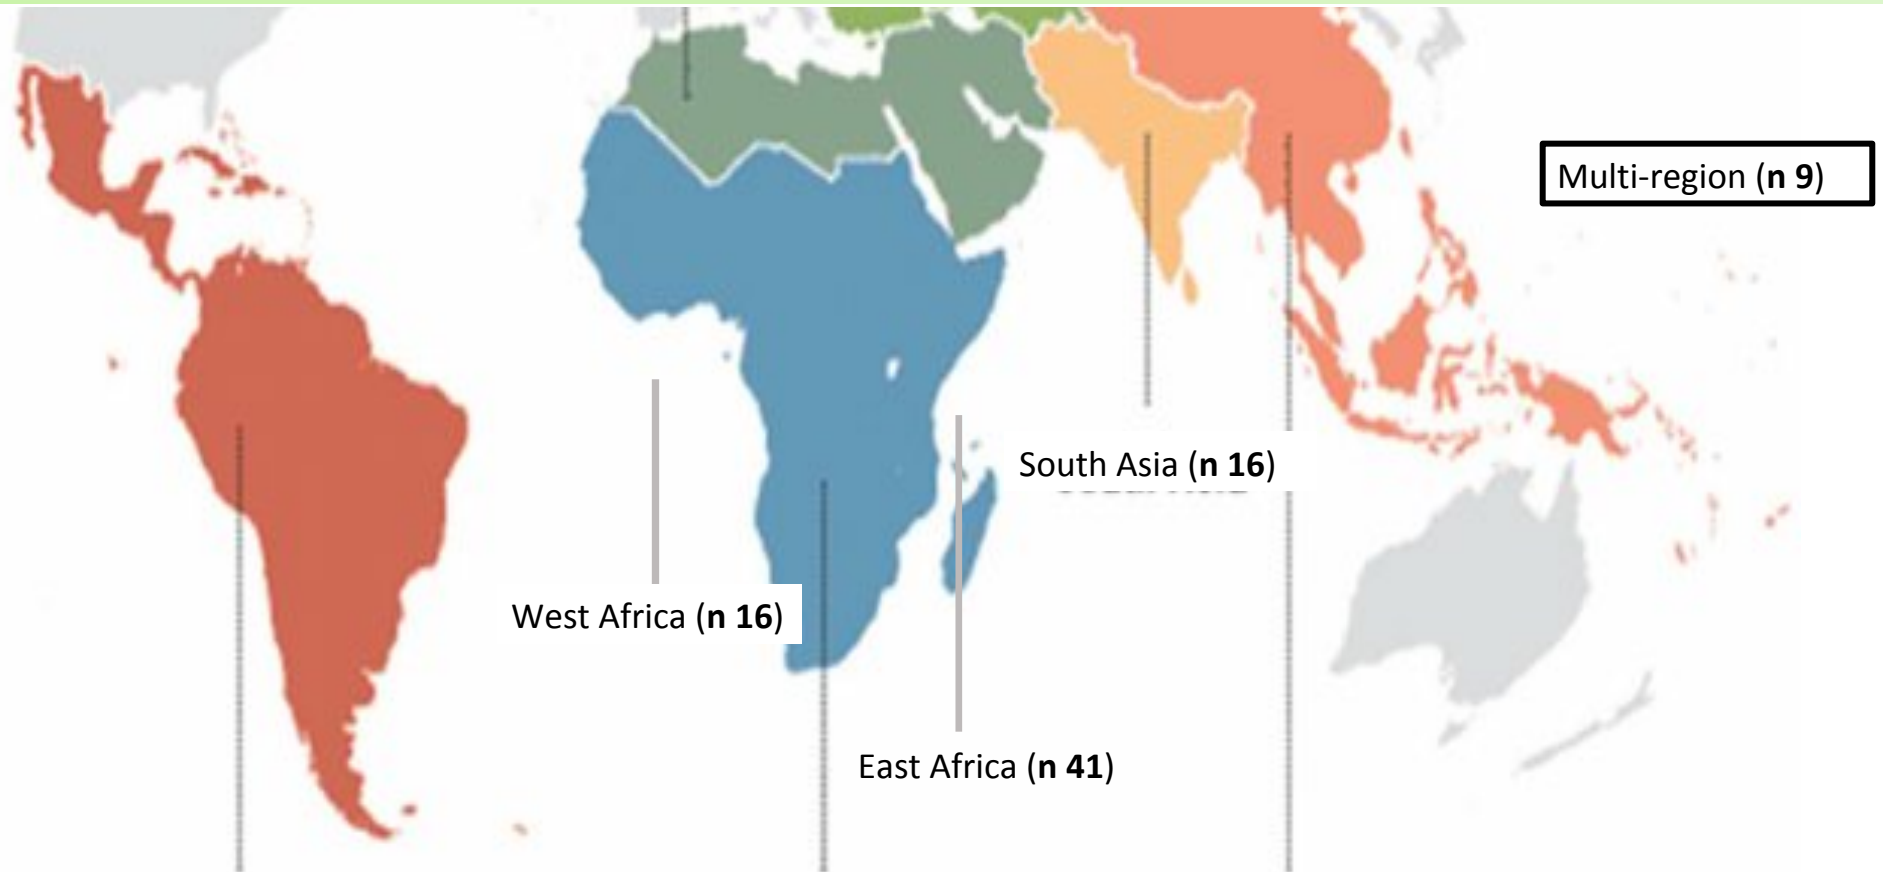 Multi-region (n 9)
South Asia (n 16)
West Africa (n 16)
East Africa (n 41)